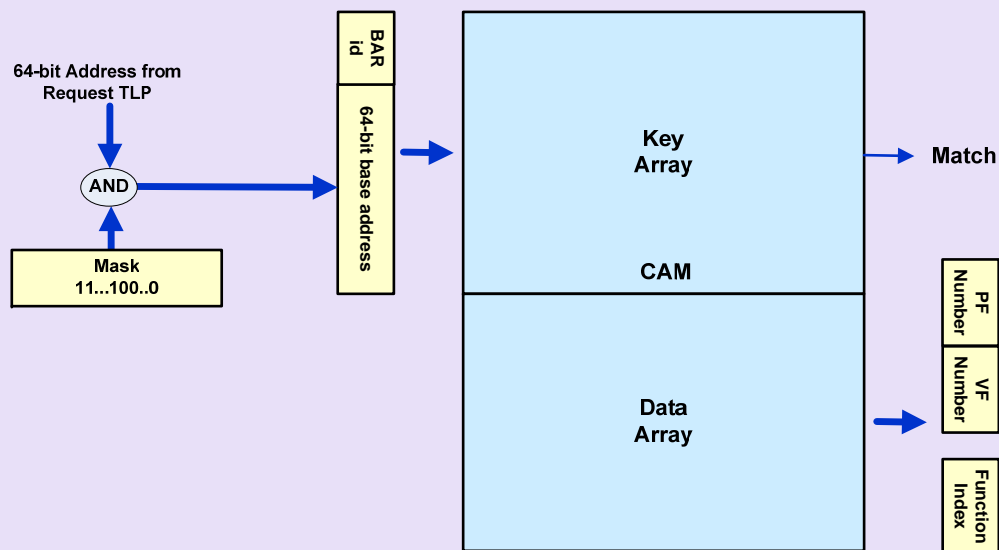 64-bit Address from
Request TLP
AND
Mask
11...100..0
BAR
id
64-bit base address
Key
Array
CAM
Match
Data
Array
PF
Number
VF
Number
Function
Index